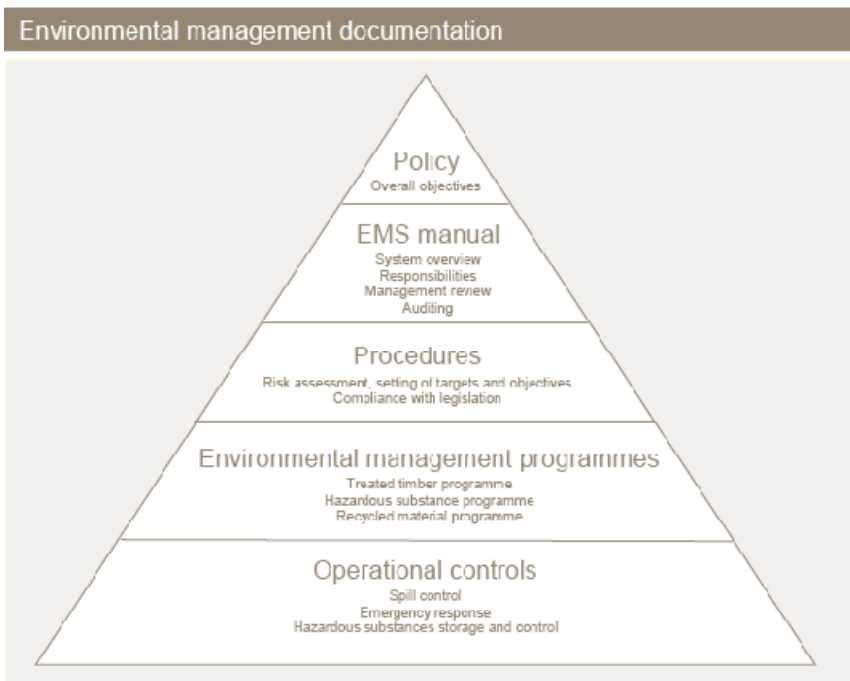 Environmental management documentation
Policy
Overall objectives
EMS manual
System overview
Responsibilities
Management review
Auditing
Procedures
Risk assessment, setting of targets and objectives
Compliance with legislation
Environmental management programmes
Treated timber programme
Hazardous substance programme
Recycled material programme
Operational controls
Spill control
Emergency response
Hazardous substances storage and control